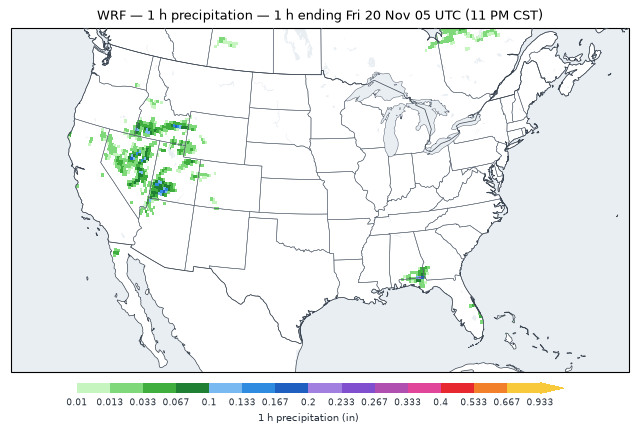 WRF — 1 h precipitation — 1 h ending Fri 20 Nov 05 UTC (11 PM CST)
0.01 0.013 0.033 0.067 0.1 0.133 0.167 0.2 0.233 0.267 0.333 0.4 0.533 0.667 0.933
1 h precipitation (in)